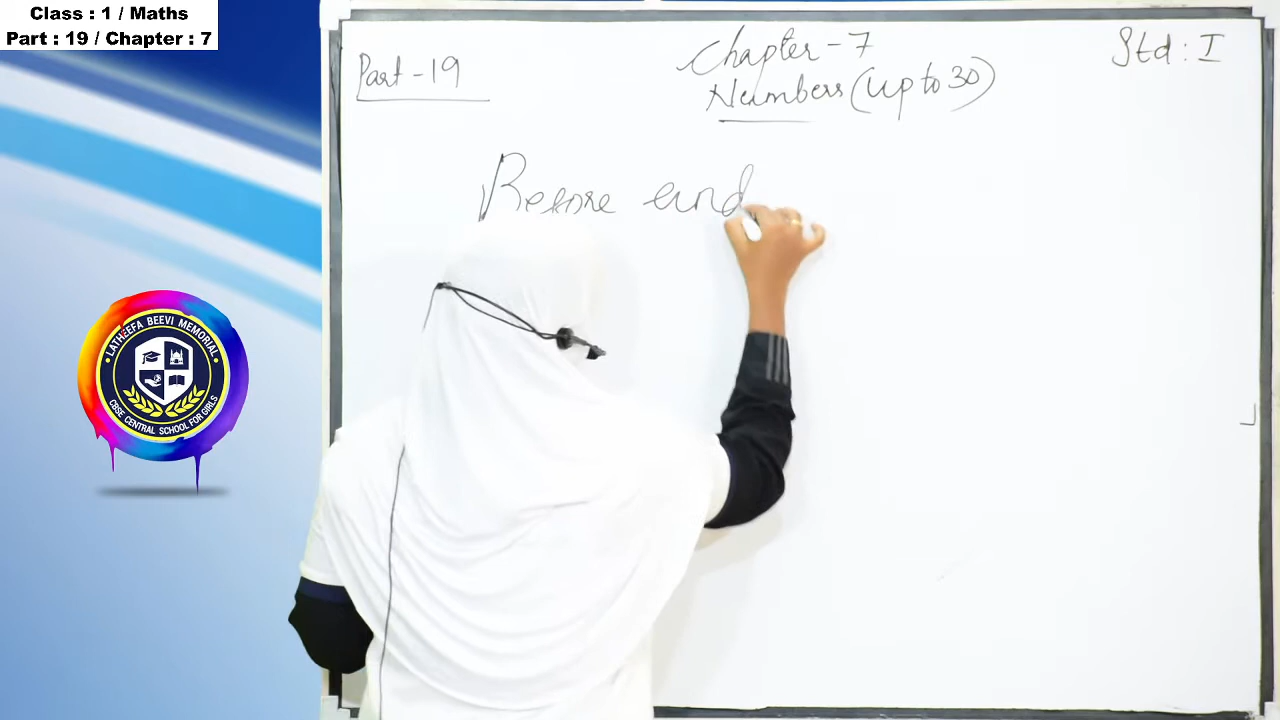 Class : 1 / Maths
Part : 19 / Chapter : 7
Part - 19
Chapter - 7
Std : I
Numbers (up to 30)
Before and
LATHEEFA BEEVI MEMORIAL
CBSE CENTRAL SCHOOL FOR GIRLS